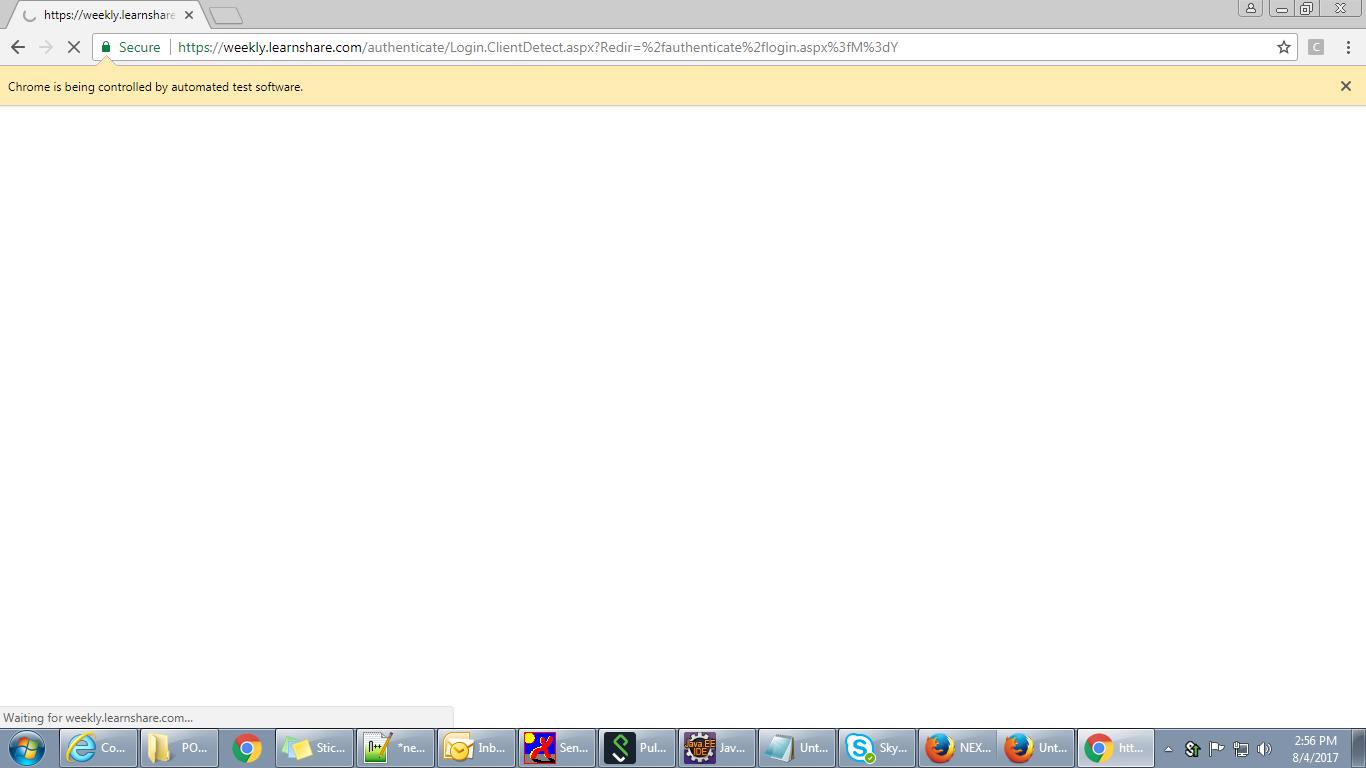 https://weekly.learnshare
Secure
https://weekly.learnshare.com/authenticate/Login.ClientDetect.aspx?Redir=%2fauthenticate%2flogin.aspx%3fM%3dY
C
Chrome is being controlled by automated test software.
Waiting for weekly.learnshare.com...
Co...
PO...
Stic...
*ne...
Inb...
Sen...
Pul...
Java EE IDE
Jav...
Unt...
Sky...
NEX...
Unt...
htt...
2:56 PM
8/4/2017